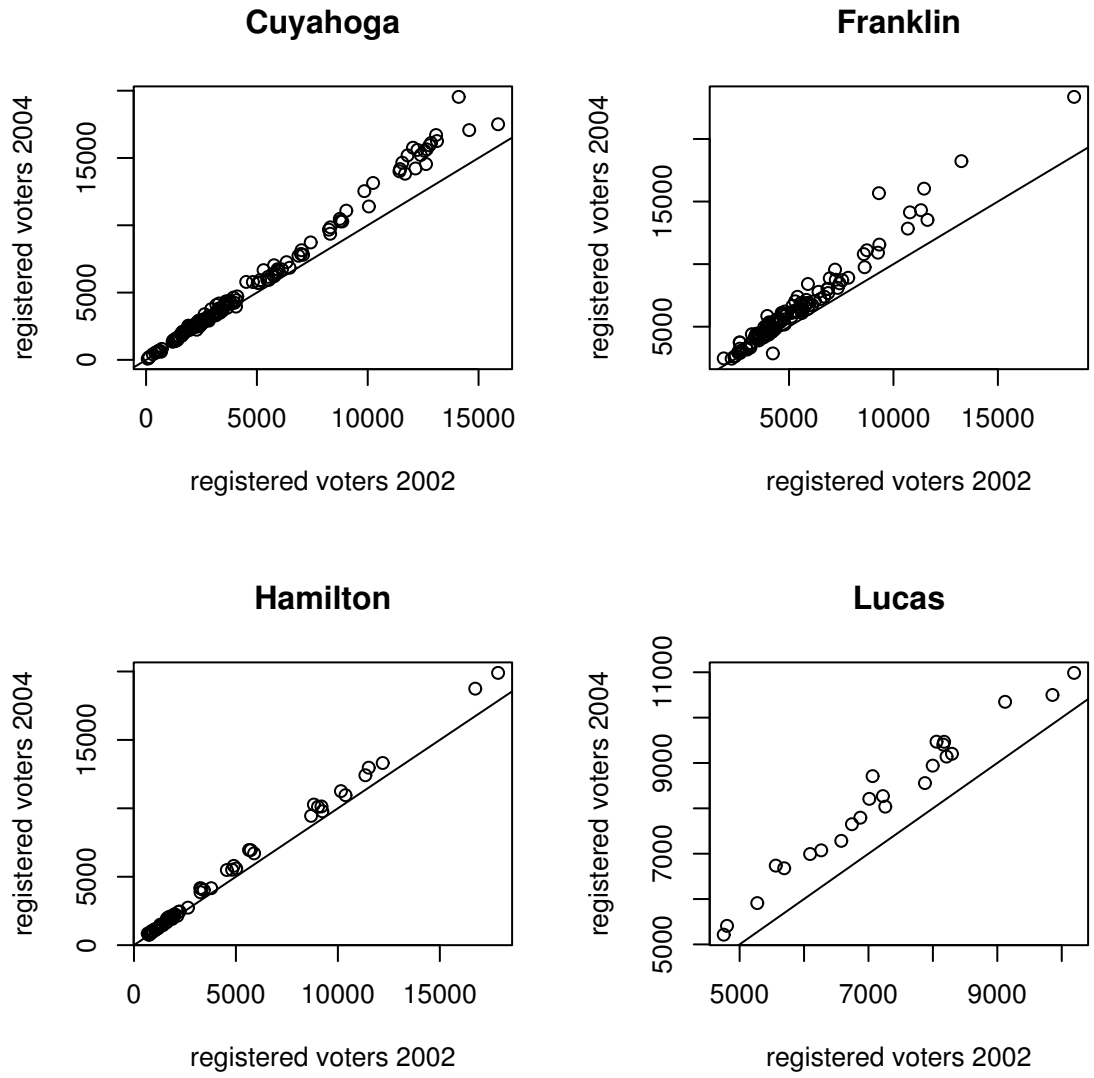 Cuyahoga
registered voters 2004
0 5000 15000
0 5000 10000 15000
registered voters 2002
Franklin
registered voters 2004
5000 15000
5000 10000 15000
registered voters 2002
Hamilton
registered voters 2004
0 5000 15000
0 5000 10000 15000
registered voters 2002
Lucas
registered voters 2004
5000 7000 9000 11000
5000 7000 9000
registered voters 2002